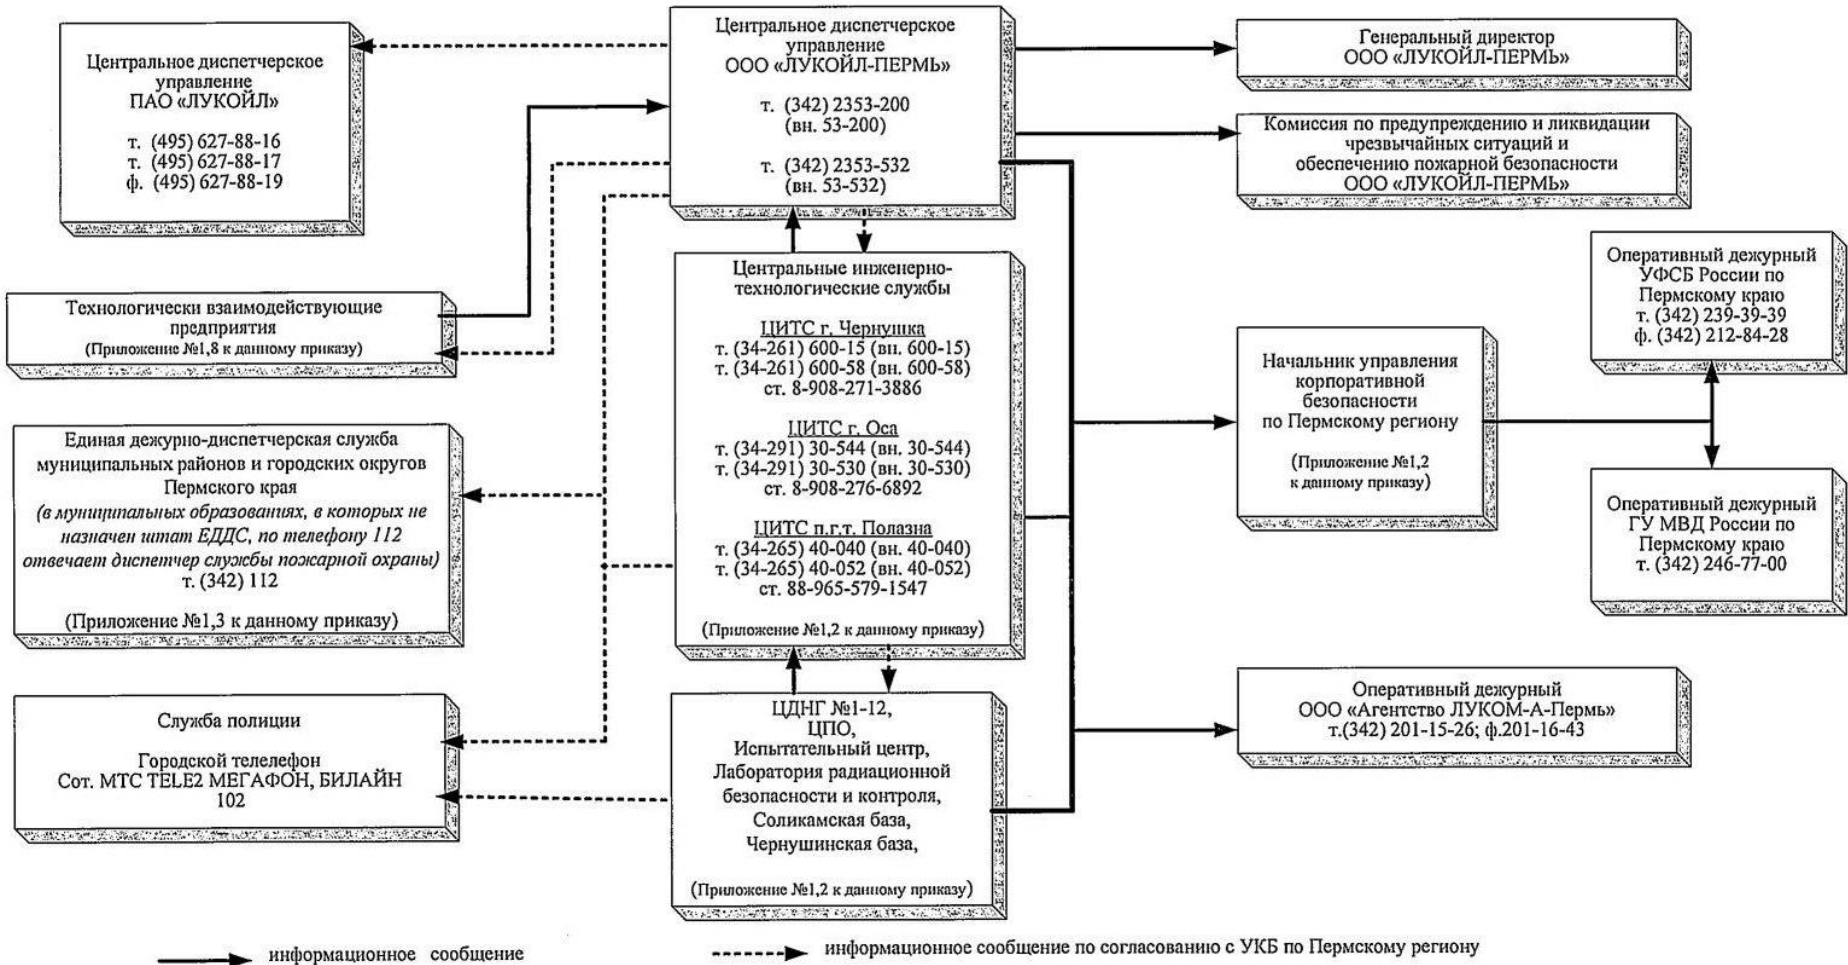 Центральное диспетчерское
управление
ПАО «ЛУКОЙЛ»
т. (495) 627-88-16
т. (495) 627-88-17
ф. (495) 627-88-19
Центральное диспетчерское
управление
ООО «ЛУКОЙЛ-ПЕРМЬ»
т. (342) 2353-200
(вн. 53-200)
т. (342) 2353-532
(вн. 53-532)
Генеральный директор
ООО «ЛУКОЙЛ-ПЕРМЬ»
Комиссия по предупреждению и ликвидации
чрезвычайных ситуаций и
обеспечению пожарной безопасности
ООО «ЛУКОЙЛ-ПЕРМЬ»
Технологически взаимодействующие
предприятия
(Приложение №1,8 к данному приказу)
Центральные инженерно-
технологические службы
ЦИТС г. Чернушка
т. (34-261) 600-15 (вн. 600-15)
т. (34-261) 600-58 (вн. 600-58)
ст. 8-908-271-3886
ЦИТС г. Оса
т. (34-291) 30-544 (вн. 30-544)
т. (34-291) 30-530 (вн. 30-530)
ст. 8-908-276-6892
ЦИТС п.г.т. Полазна
т. (34-265) 40-040 (вн. 40-040)
т. (34-265) 40-052 (вн. 40-052)
ст. 88-965-579-1547
(Приложение №1,2 к данному приказу)
Начальник управления
корпоративной
безопасности
по Пермскому региону
(Приложение №1,2
к данному приказу)
Оперативный дежурный
УФСБ России по
Пермскому краю
т. (342) 239-39-39
ф. (342) 212-84-28
Оперативный дежурный
ГУ МВД России по
Пермскому краю
т. (342) 246-77-00
Единая дежурно-диспетчерская служба
муниципальных районов и городских округов
Пермского края
(в муниципальных образованиях, в которых не
назначен штат ЕДДС, по телефону 112
отвечает диспетчер службы пожарной охраны)
т. (342) 112
(Приложение №1,3 к данному приказу)
Служба полиции
Городской телелефон
Сот. МТС TELE2 МЕГАФОН, БИЛАЙН
102
ЦДНГ №1-12,
ЦПО,
Испытательный центр,
Лаборатория радиационной
безопасности и контроля,
Соликамская база,
Чернушинская база,
(Приложение №1,2 к данному приказу)
Оперативный дежурный
ООО «Агентство ЛУКОМ-А-Пермь»
т.(342) 201-15-26; ф.201-16-43
информационное сообщение
информационное сообщение по согласованию с УКБ по Пермскому региону